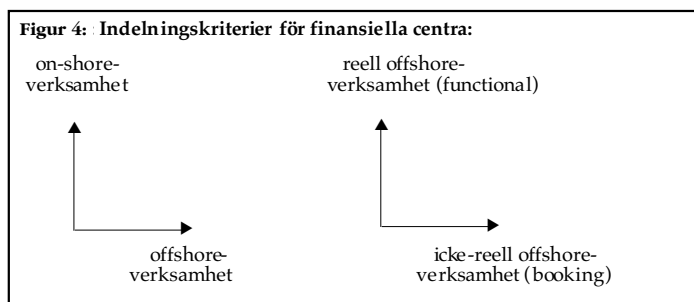 Figur 4: : Indelningskriterier för finansiella centra:
on-shore-
verksamhet
reell offshore-
verksamhet (functional)
offshore-
verksamhet
icke-reell offshore-
verksamhet (booking)